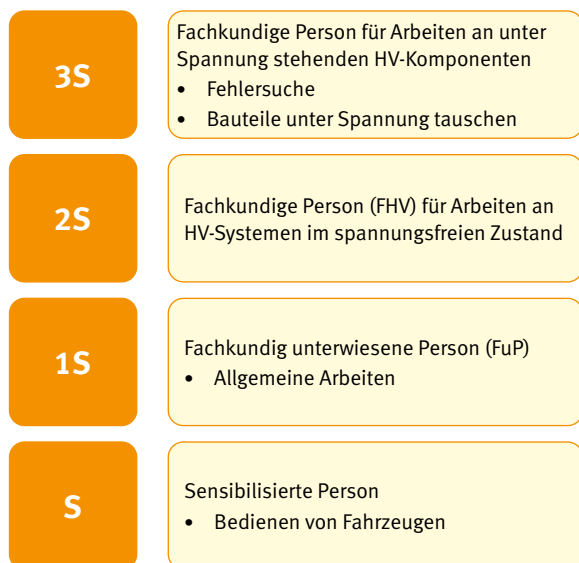 3S
Fachkundige Person für Arbeiten an unter
Spannung stehenden HV-Komponenten
• Fehlersuche
• Bauteile unter Spannung tauschen
2S
Fachkundige Person (FHV) für Arbeiten an
HV-Systemen im spannungsfreien Zustand
1S
Fachkundig unterwiesene Person (FuP)
• Allgemeine Arbeiten
S
Sensibilisierte Person
• Bedienen von Fahrzeugen